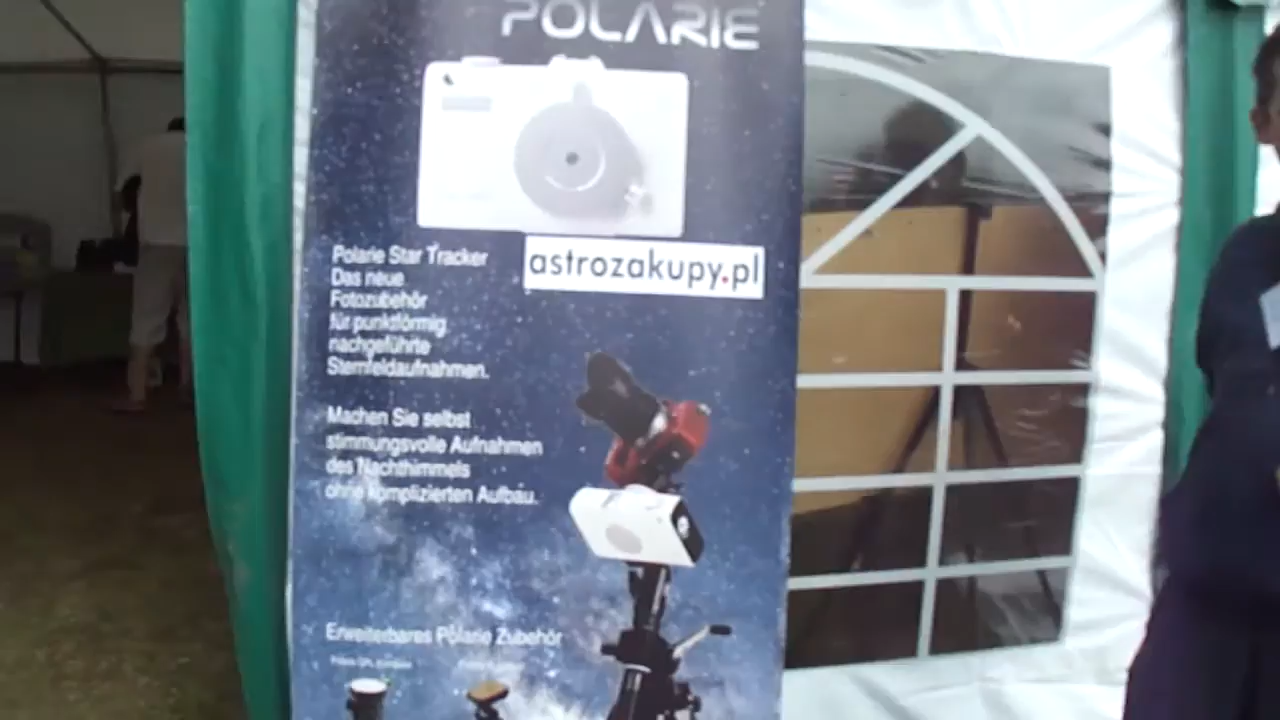 POLARIE
Polarie Star Tracker
astrozakupy.pl
Das neue
Fotozubehör
für punktförmig
nachgeführte
Sternfeldaufnahmen.
Machen Sie selbst
stimmungsvolle Aufnahmen
des Nachthimmels
ohne komplizierten Aufbau.
Erweiterbares Polarie Zubehör